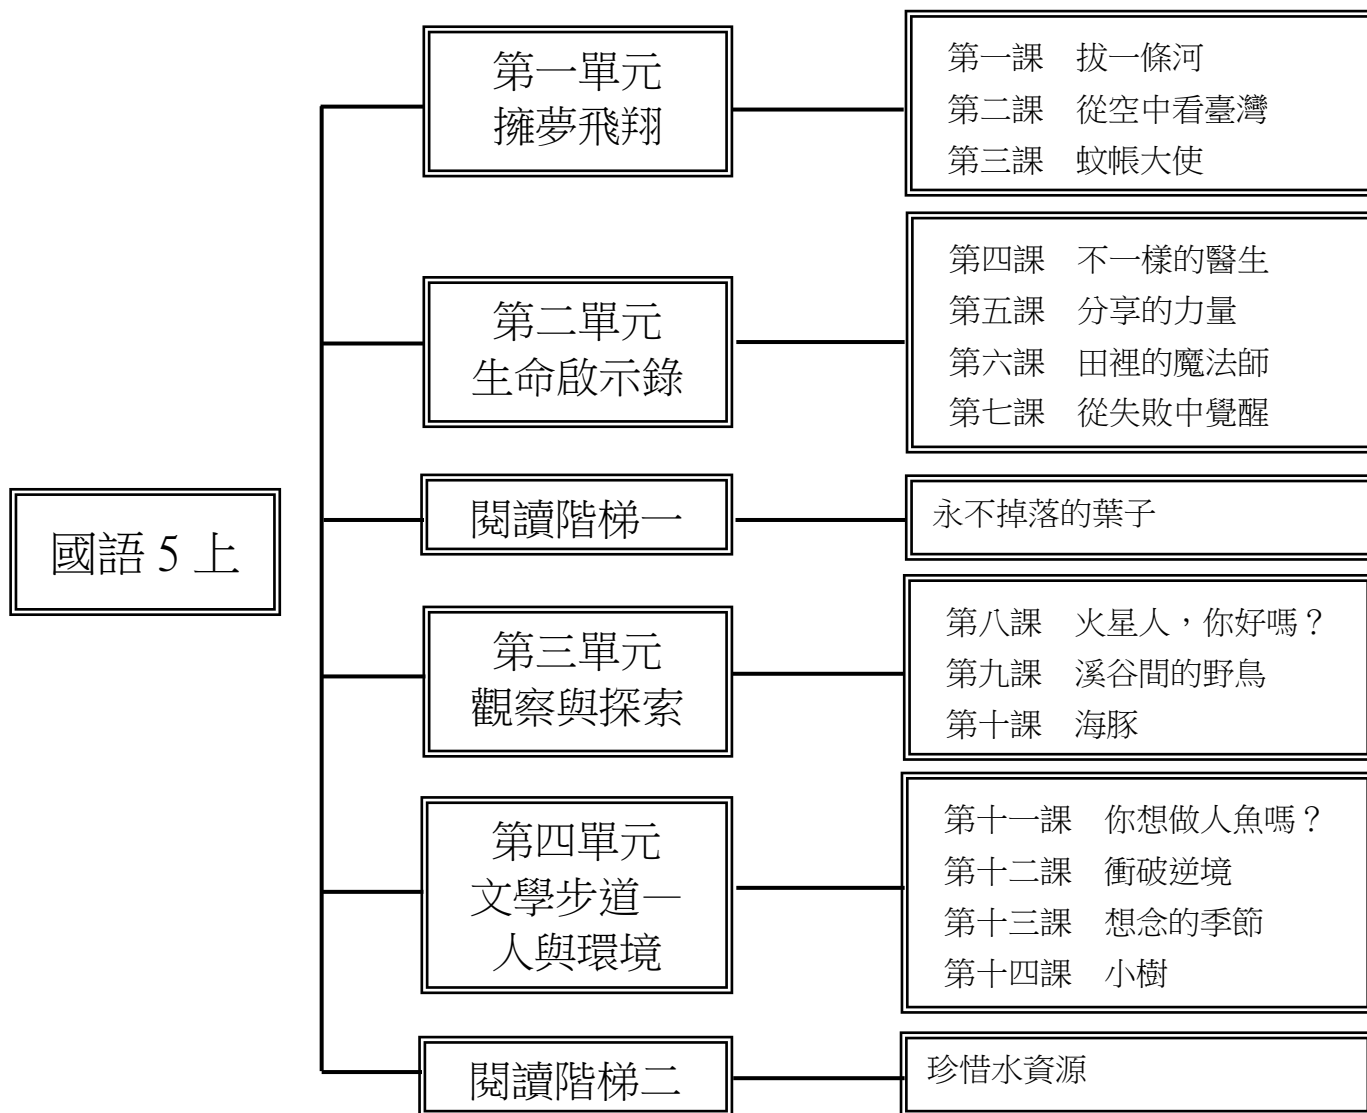 國語 5 上
第一單元
擁夢飛翔
第一課　拔一條河
第二課　從空中看臺灣
第三課　蚊帳大使
第二單元
生命啟示錄
第四課　不一樣的醫生
第五課　分享的力量
第六課　田裡的魔法師
第七課　從失敗中覺醒
閱讀階梯一
永不掉落的葉子
第三單元
觀察與探索
第八課　火星人，你好嗎？
第九課　溪谷間的野鳥
第十課　海豚
第四單元
文學步道—
人與環境
第十一課　你想做人魚嗎？
第十二課　衝破逆境
第十三課　想念的季節
第十四課　小樹
閱讀階梯二
珍惜水資源